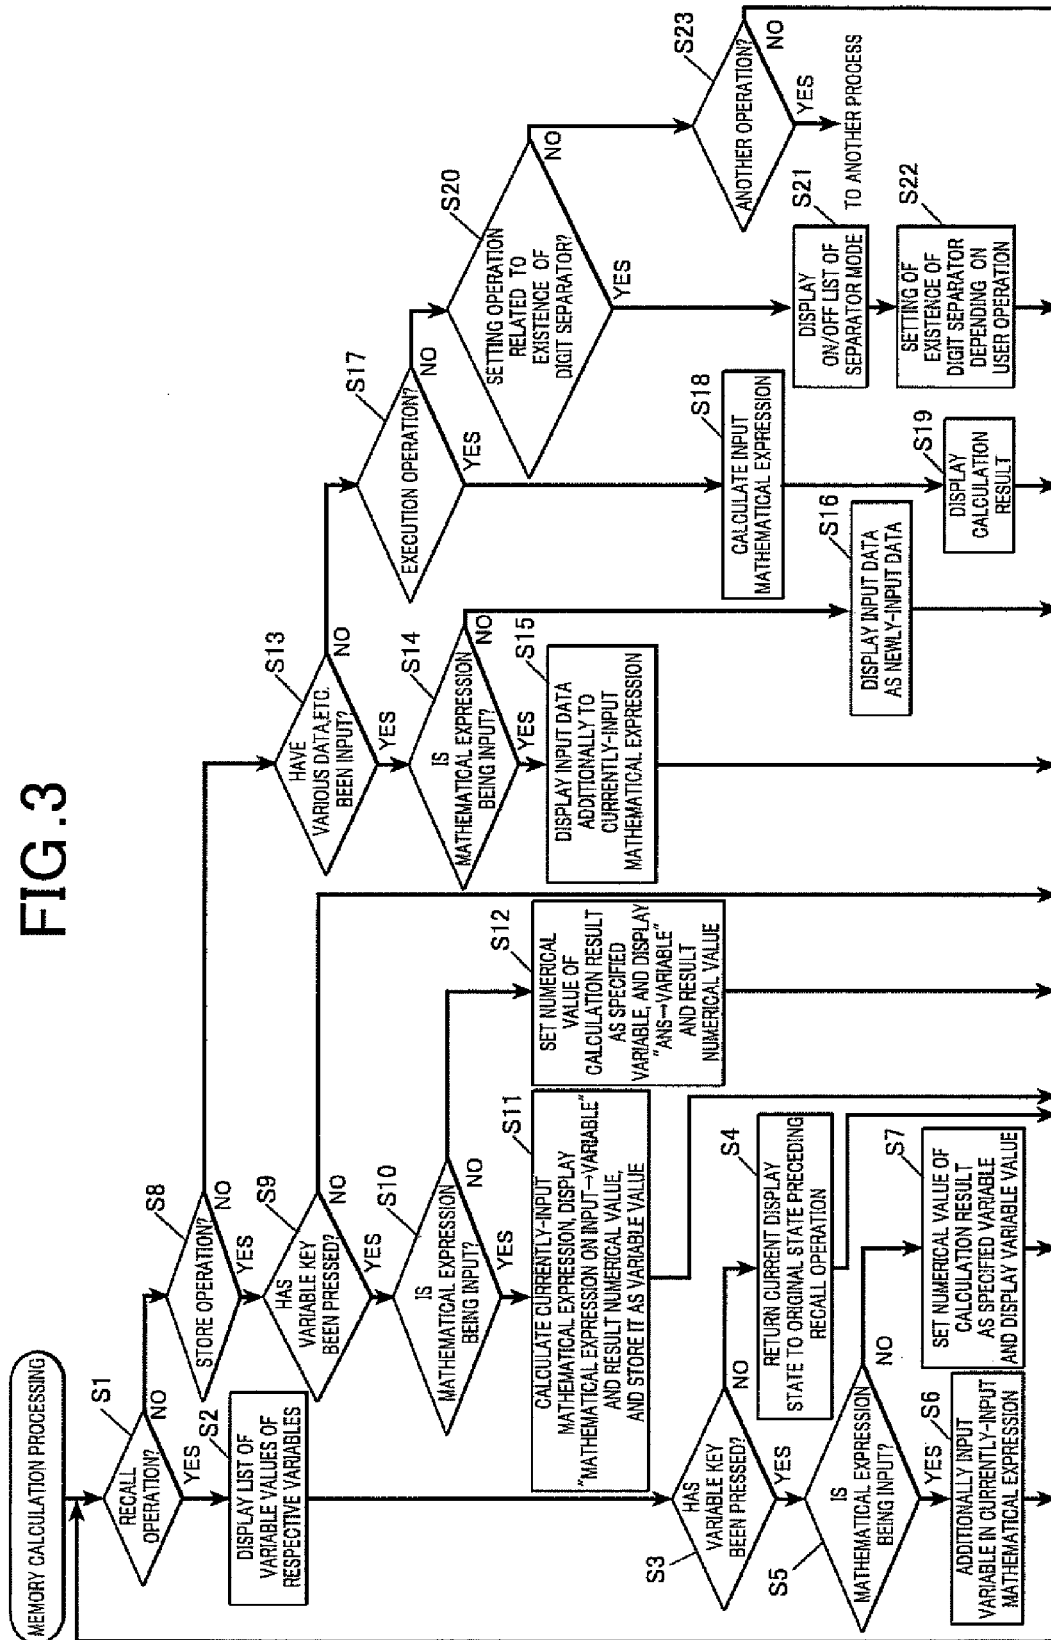 FIG.3
MEMORY CALCULATION PROCESSING
S1
RECALL
OPERATION?
NO
YES
S2
DISPLAY LIST OF
VARIABLE VALUES OF
RESPECTIVE VARIABLES
S3
HAS
VARIABLE KEY
BEEN PRESSED?
NO
YES
S4
RETURN CURRENT DISPLAY
STATE TO ORIGINAL STATE PRECEDING
RECALL OPERATION
S5
IS
MATHEMATICAL EXPRESSION
BEING INPUT?
NO
YES
S6
ADDITIONALLY INPUT
VARIABLE IN CURRENTLY-INPUT
MATHEMATICAL EXPRESSION
S7
SET NUMERICAL VALUE OF
CALCULATION RESULT
AS SPECIFIED VARIABLE
AND DISPLAY VARIABLE VALUE
S8
STORE OPERATION?
NO
YES
S9
HAS
VARIABLE KEY
BEEN PRESSED?
NO
YES
S10
IS
MATHEMATICAL EXPRESSION
BEING INPUT?
NO
YES
S11
CALCULATE CURRENTLY-INPUT
MATHEMATICAL EXPRESSION, DISPLAY
"MATHEMATICAL EXPRESSION ON INPUT→VARIABLE"
AND RESULT NUMERICAL VALUE,
AND STORE IT AS VARIABLE VALUE
S12
SET NUMERICAL
VALUE OF
CALCULATION RESULT
AS SPECIFIED
VARIABLE, AND DISPLAY
"ANS→VARIABLE"
AND RESULT
NUMERICAL VALUE
S13
HAVE
VARIOUS DATA,ETC.
BEEN INPUT?
NO
YES
S14
IS
MATHEMATICAL EXPRESSION
BEING INPUT?
NO
YES
S15
DISPLAY INPUT DATA
ADDITIONALLY TO
CURRENTLY-INPUT
MATHEMATICAL EXPRESSION
S16
DISPLAY INPUT DATA
AS NEWLY-INPUT DATA
S17
EXECUTION OPERATION?
NO
YES
S18
CALCULATE INPUT
MATHEMATICAL EXPRESSION
S19
DISPLAY
CALCULATION
RESULT
S20
SETTING OPERATION
RELATED TO
EXISTENCE OF
DIGIT SEPARATOR?
NO
YES
S21
DISPLAY
ON/OFF LIST OF
SEPARATOR MODE
S22
SETTING OF
EXISTENCE OF
DIGIT SEPARATOR
DEPENDING ON
USER OPERATION
S23
ANOTHER OPERATION?
NO
YES
TO ANOTHER PROCESS